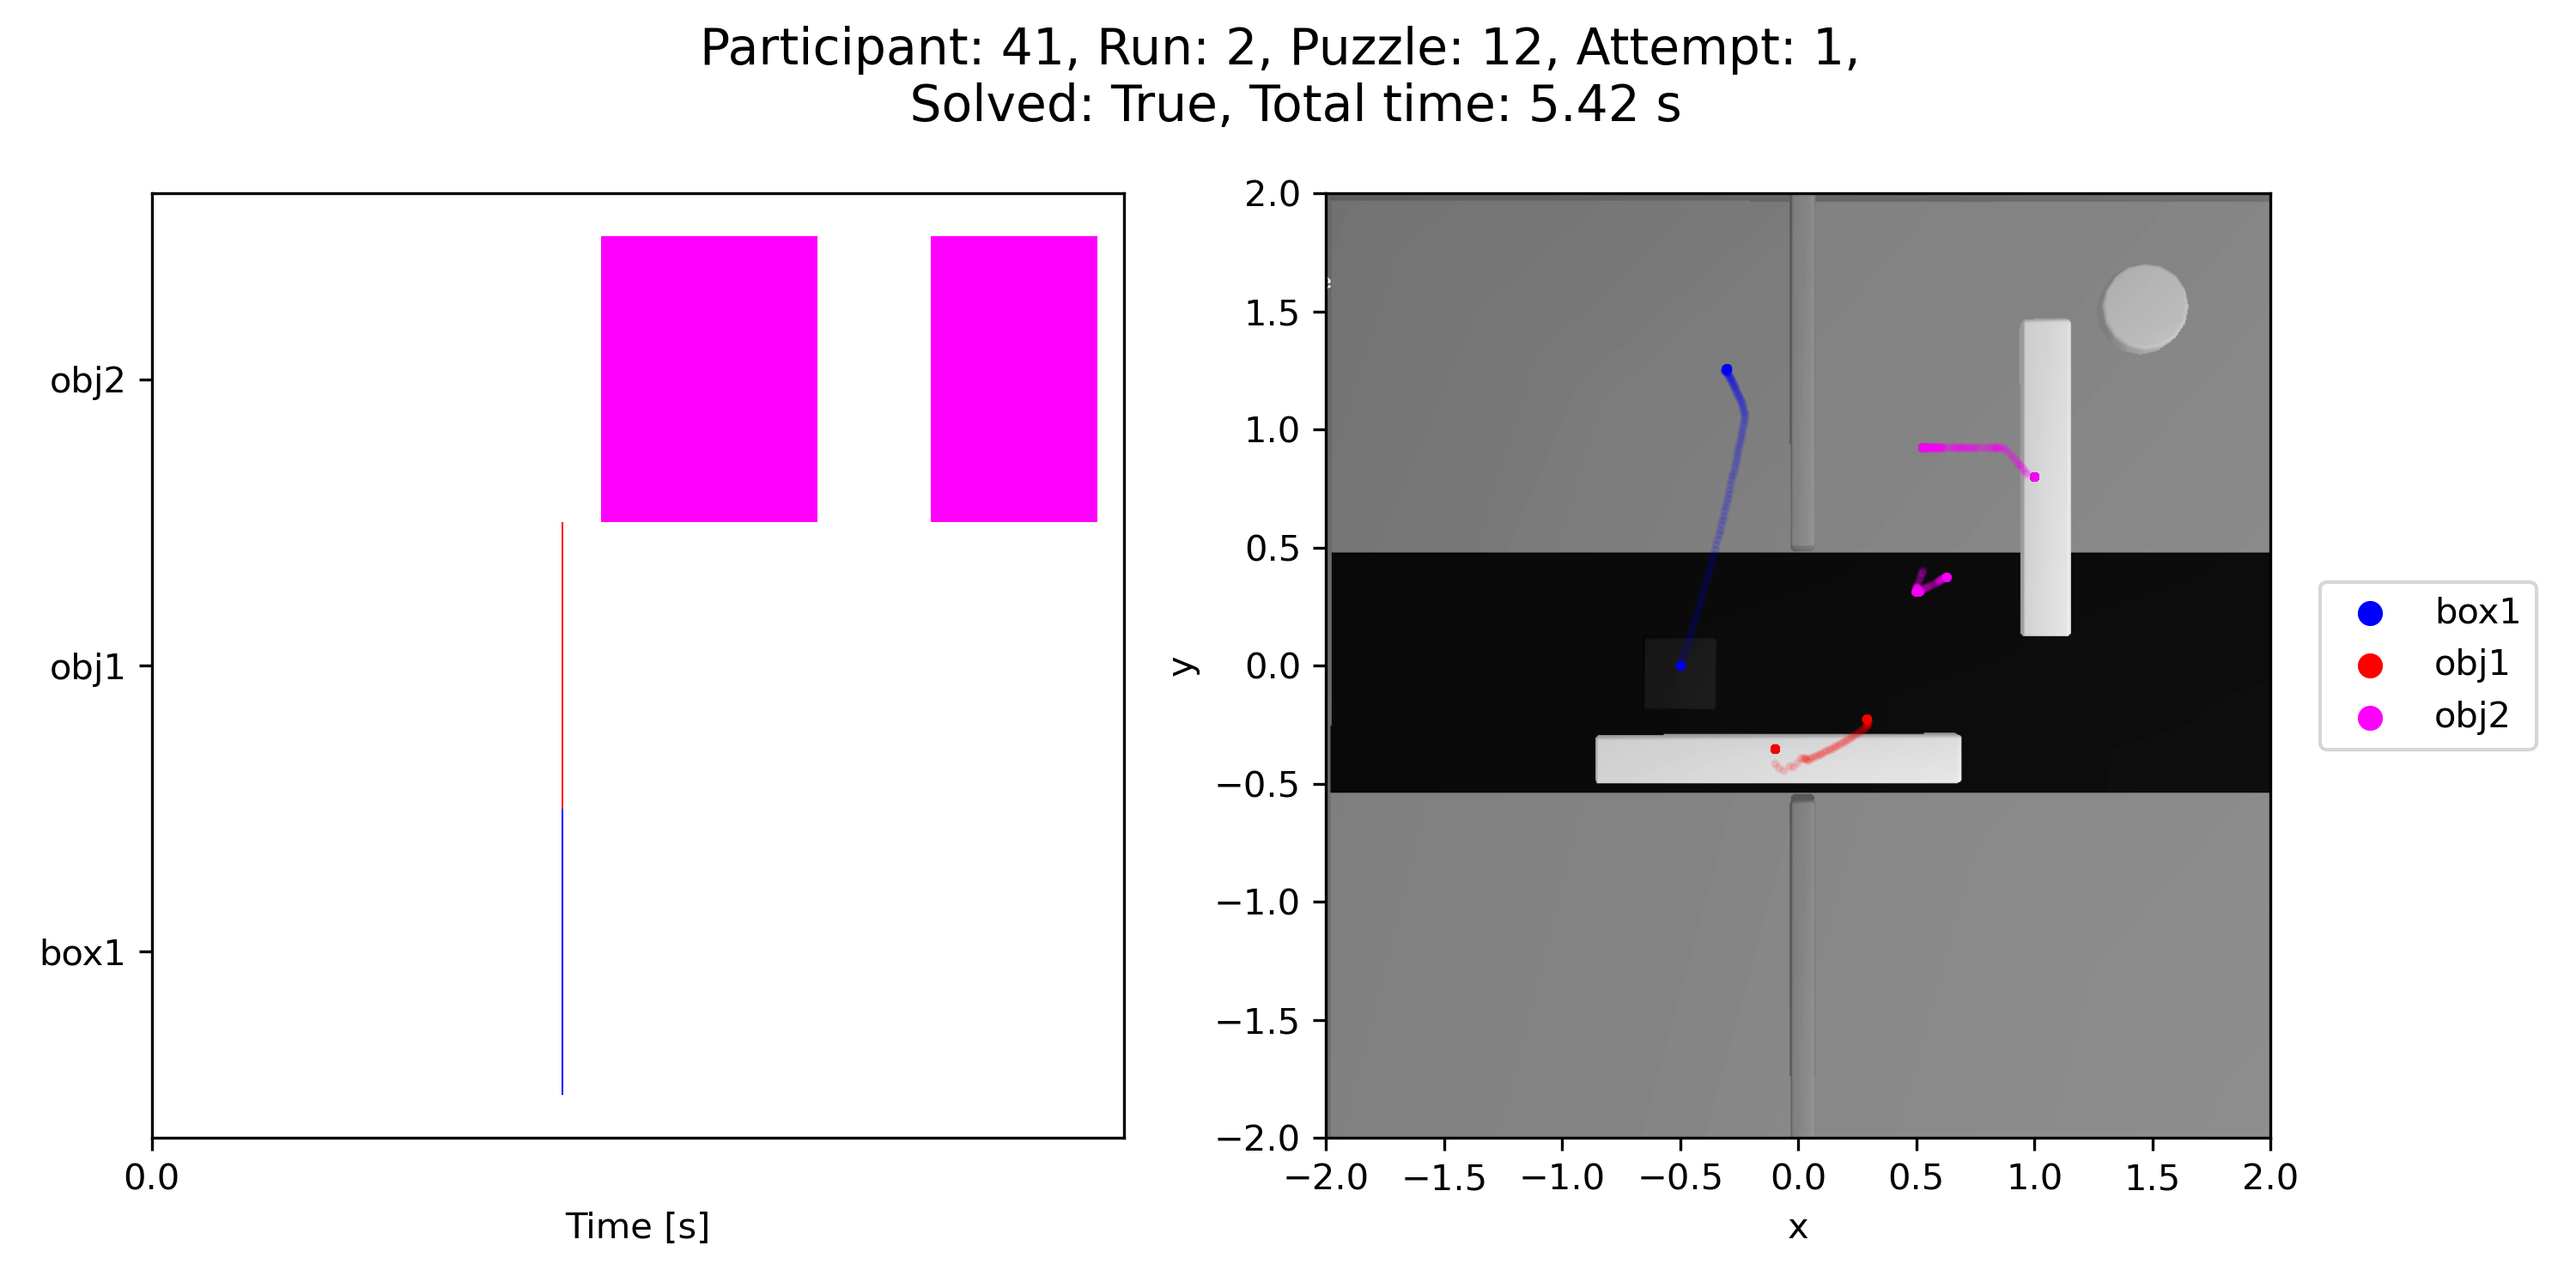 Participant: 41, Run: 2, Puzzle: 12, Attempt: 1,
Solved: True, Total time: 5.42 s
obj2
obj1
box1
0.0
Time [s]
2.0
1.5
1.0
0.5
0.0
−0.5
−1.0
−1.5
−2.0
y
−2.0 −1.5 −1.0 −0.5 0.0 0.5 1.0 1.5 2.0
x
box1
obj1
obj2